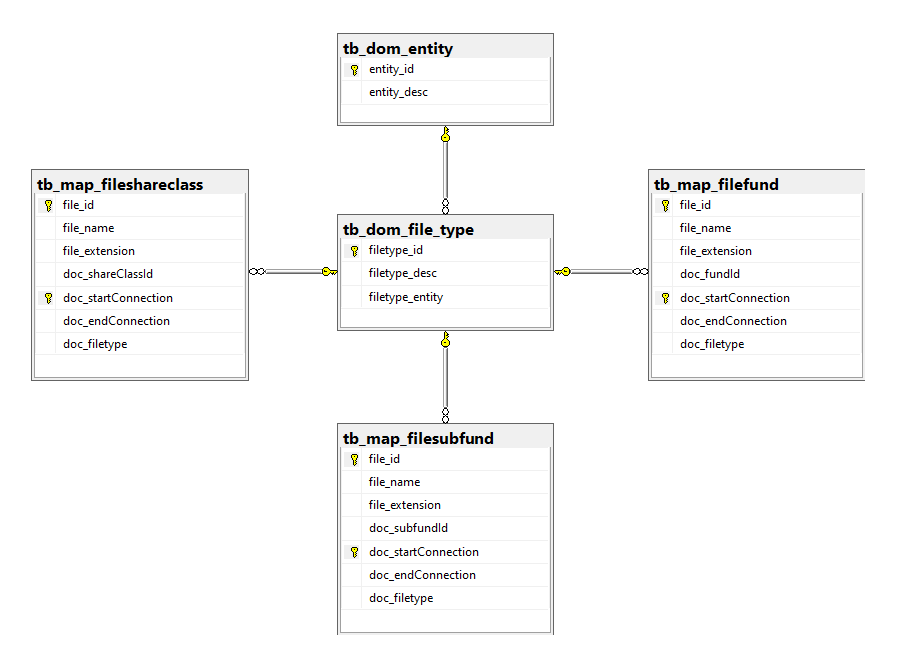 tb_dom_entity
entity_id
entity_desc
tb_map_fileshareclass
file_id
file_name
file_extension
doc_shareClassId
doc_startConnection
doc_endConnection
doc_filetype
tb_dom_file_type
filetype_id
filetype_desc
filetype_entity
tb_map_filefund
file_id
file_name
file_extension
doc_fundId
doc_startConnection
doc_endConnection
doc_filetype
tb_map_filesubfund
file_id
file_name
file_extension
doc_subfundId
doc_startConnection
doc_endConnection
doc_filetype